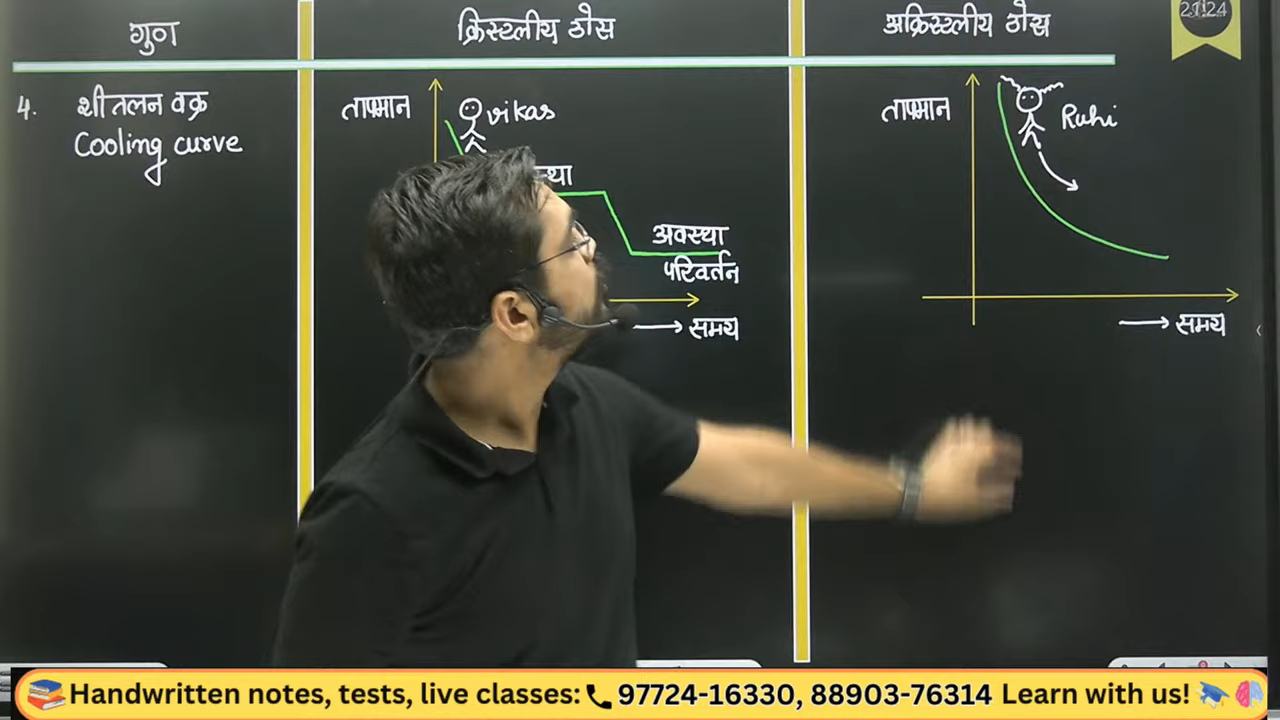 गुण
क्रिस्टलीय ठोस
अक्रिस्टलीय ठोस
21:24
4. शीतलन वक्र
Cooling curve
तापमान
vikas
अवस्था
परिवर्तन
समय
तापमान
Ruhi
समय
Handwritten notes, tests, live classes: 97724-16330, 88903-76314 Learn with us!